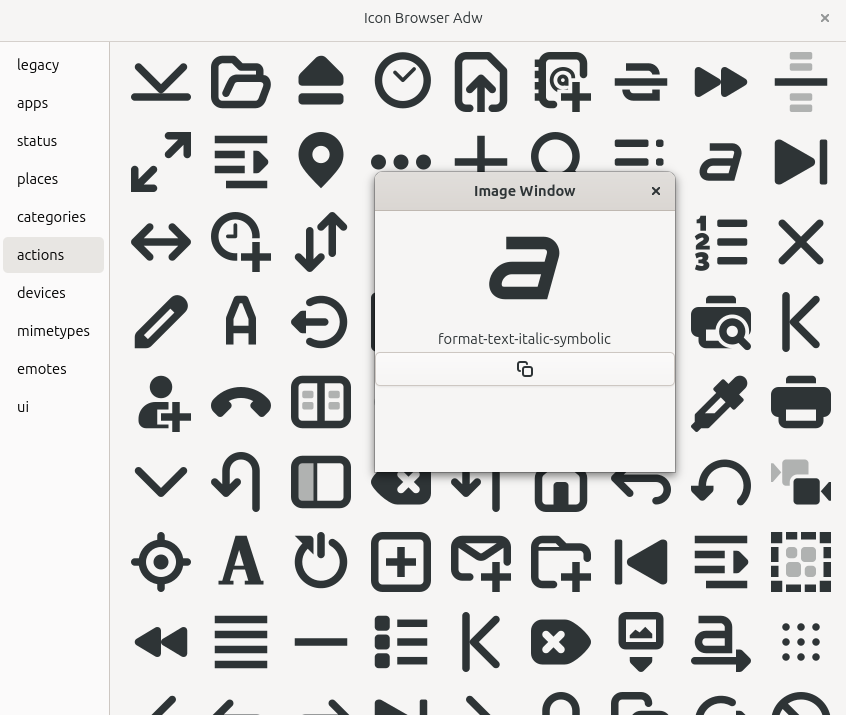 Icon Browser Adw
legacy
apps
status
places
categories
actions
devices
mimetypes
emotes
ui
Image Window
format-text-italic-symbolic